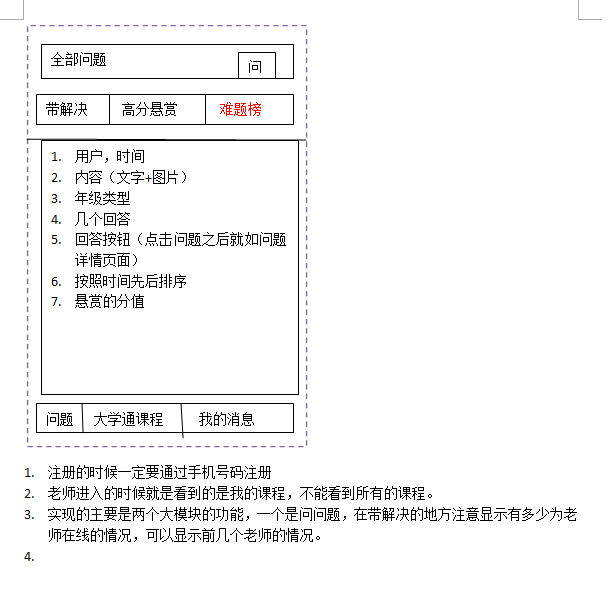 全部问题
问
带解决 高分悬赏 难题榜
1. 用户，时间
2. 内容（文字+图片）
3. 年级类型
4. 几个回答
5. 回答按钮（点击问题之后就如问题
详情页面）
6. 按照时间先后排序
7. 悬赏的分值
问题 大学通课程 我的消息
1. 注册的时候一定要通过手机号码注册
2. 老师进入的时候就是看到的是我的课程，不能看到所有的课程。
3. 实现的主要是两个大模块的功能，一个是问问题，在带解决的地方注意显示有多少为老
师在线的情况，可以显示前几个老师的情况。
4.